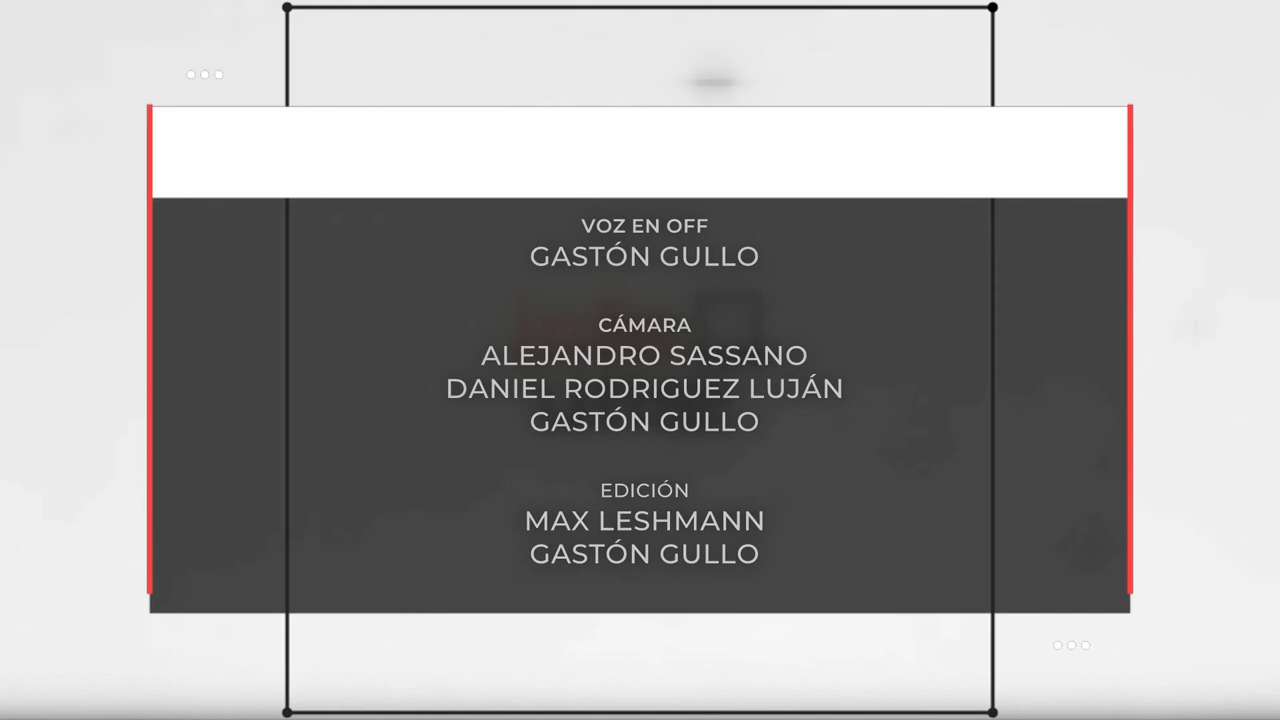 VOZ EN OFF
GASTÓN GULLO
CÁMARA
ALEJANDRO SASSANO
DANIEL RODRIGUEZ LUJÁN
GASTÓN GULLO
EDICIÓN
MAX LESHMANN
GASTÓN GULLO